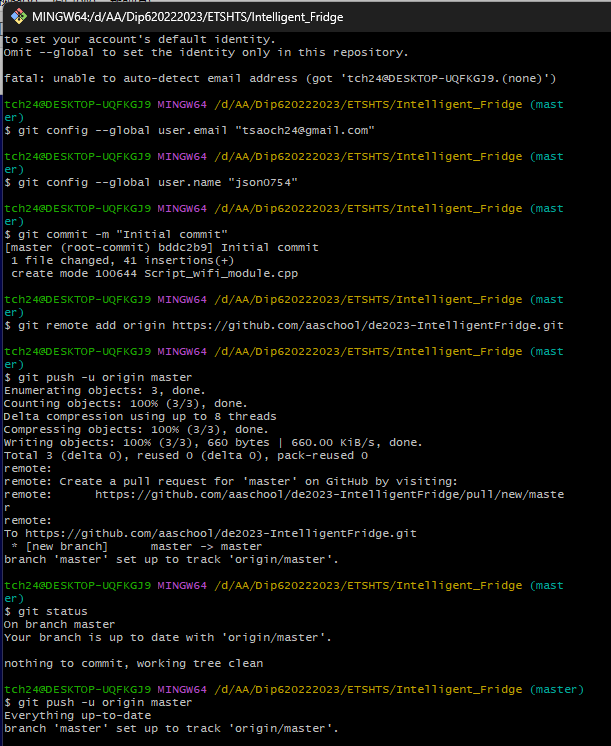 MINGW64:/d/AA/Dip620222023/ETSHTS/Intelligent_Fridge
to set your account's default identity.
Omit --global to set the identity only in this repository.
fatal: unable to auto-detect email address (got 'tch24@DESKTOP-UQFKGJ9.(none)')
tch24@DESKTOP-UQFKGJ9 MINGW64 /d/AA/Dip620222023/ETSHTS/Intelligent_Fridge (mast
er)
$ git config --global user.email "tsaoch24@gmail.com"
tch24@DESKTOP-UQFKGJ9 MINGW64 /d/AA/Dip620222023/ETSHTS/Intelligent_Fridge (mast
er)
$ git config --global user.name "json0754"
tch24@DESKTOP-UQFKGJ9 MINGW64 /d/AA/Dip620222023/ETSHTS/Intelligent_Fridge (mast
er)
$ git commit -m "Initial commit"
[master (root-commit) bddc2b9] Initial commit
 1 file changed, 41 insertions(+)
 create mode 100644 Script_wifi_module.cpp
tch24@DESKTOP-UQFKGJ9 MINGW64 /d/AA/Dip620222023/ETSHTS/Intelligent_Fridge (mast
er)
$ git remote add origin https://github.com/aaschool/de2023-IntelligentFridge.git
tch24@DESKTOP-UQFKGJ9 MINGW64 /d/AA/Dip620222023/ETSHTS/Intelligent_Fridge (mast
er)
$ git push -u origin master
Enumerating objects: 3, done.
Counting objects: 100% (3/3), done.
Delta compression using up to 8 threads
Compressing objects: 100% (3/3), done.
Writing objects: 100% (3/3), 660 bytes | 660.00 KiB/s, done.
Total 3 (delta 0), reused 0 (delta 0), pack-reused 0
remote:
remote: Create a pull request for 'master' on GitHub by visiting:
remote:      https://github.com/aaschool/de2023-IntelligentFridge/pull/new/maste
r
remote:
To https://github.com/aaschool/de2023-IntelligentFridge.git
 * [new branch]      master -> master
branch 'master' set up to track 'origin/master'.
tch24@DESKTOP-UQFKGJ9 MINGW64 /d/AA/Dip620222023/ETSHTS/Intelligent_Fridge (mast
er)
$ git status
On branch master
Your branch is up to date with 'origin/master'.
nothing to commit, working tree clean
tch24@DESKTOP-UQFKGJ9 MINGW64 /d/AA/Dip620222023/ETSHTS/Intelligent_Fridge (master)
$ git push -u origin master
Everything up-to-date
branch 'master' set up to track 'origin/master'.